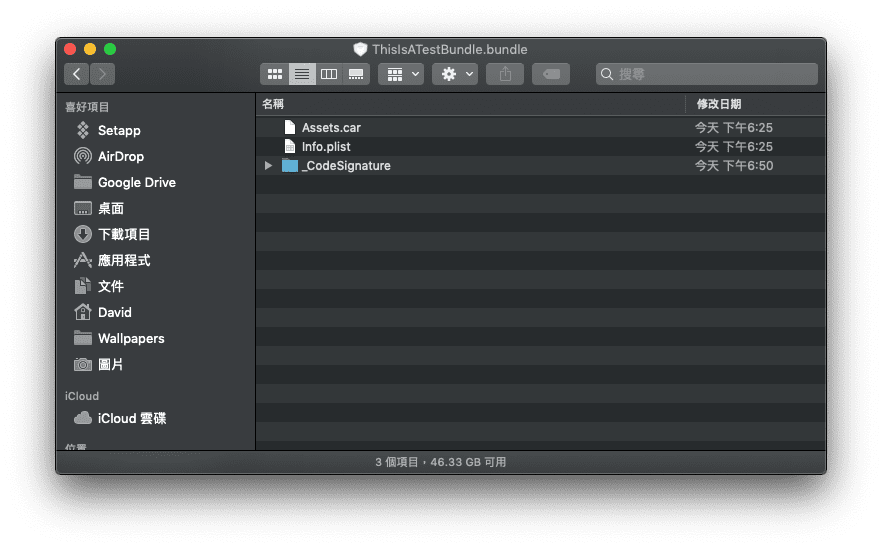 ThisIsATestBundle.bundle
搜尋
喜好項目
Setapp
AirDrop
Google Drive
桌面
下載項目
應用程式
文件
David
Wallpapers
圖片
iCloud
iCloud 雲碟
位置
名稱 修改日期
Assets.car 今天 下午6:25
Info.plist 今天 下午6:25
_CodeSignature 今天 下午6:50
3 個項目，46.33 GB 可用